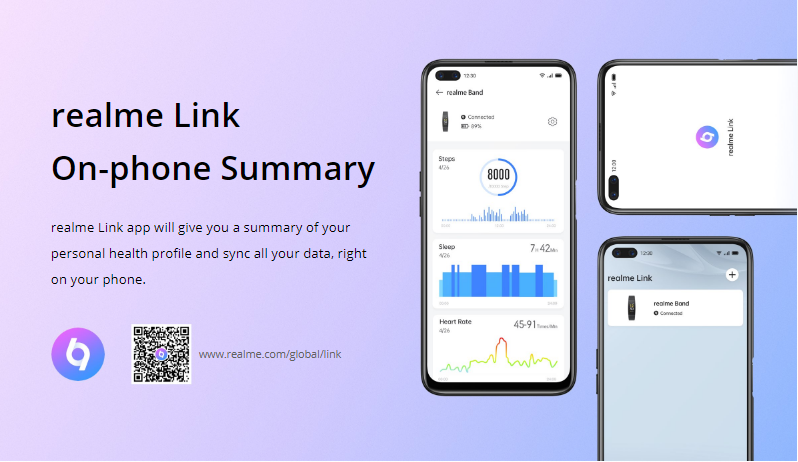 realme Link
On-phone Summary
realme Link app will give you a summary of your
personal health profile and sync all your data, right
on your phone.
www.realme.com/global/link
12:30
realme Band
Connected
89%
Steps
4/26
8000
Sleep
4/26
7h 42Min
Heart Rate
4/26
45-91 Times/Min
12:30
realme Link
12:30
realme Link
realme Band
Connected